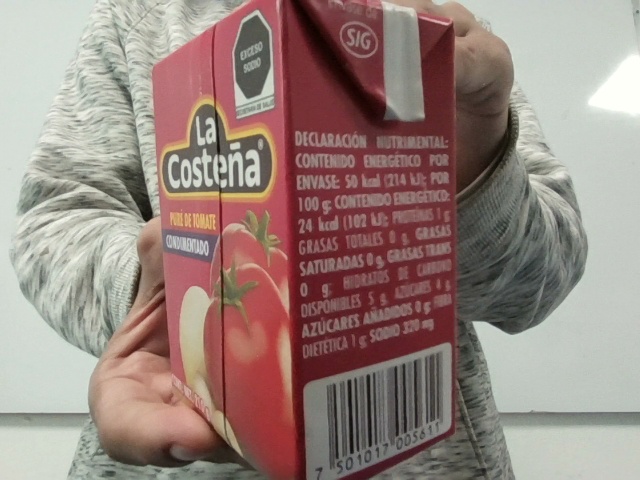 EXCESO
SODIO
SECRETARÍA DE SALUD
La
Costeña®
PURÉ DE TOMATE
CONDIMENTADO
SIG
DECLARACIÓN NUTRIMENTAL:
CONTENIDO ENERGÉTICO POR
ENVASE: 50 kcal (214 kJ); POR
100 g: CONTENIDO ENERGÉTICO:
24 kcal (102 kJ); PROTEÍNAS 1 g;
GRASAS TOTALES 0 g, GRASAS
SATURADAS 0 g, GRASAS TRANS
0 g; HIDRATOS DE CARBONO
DISPONIBLES 5 g, AZÚCARES 4 g,
AZÚCARES AÑADIDOS 0 g; FIBRA
DIETÉTICA 1 g; SODIO 320 mg
7 501017 005611